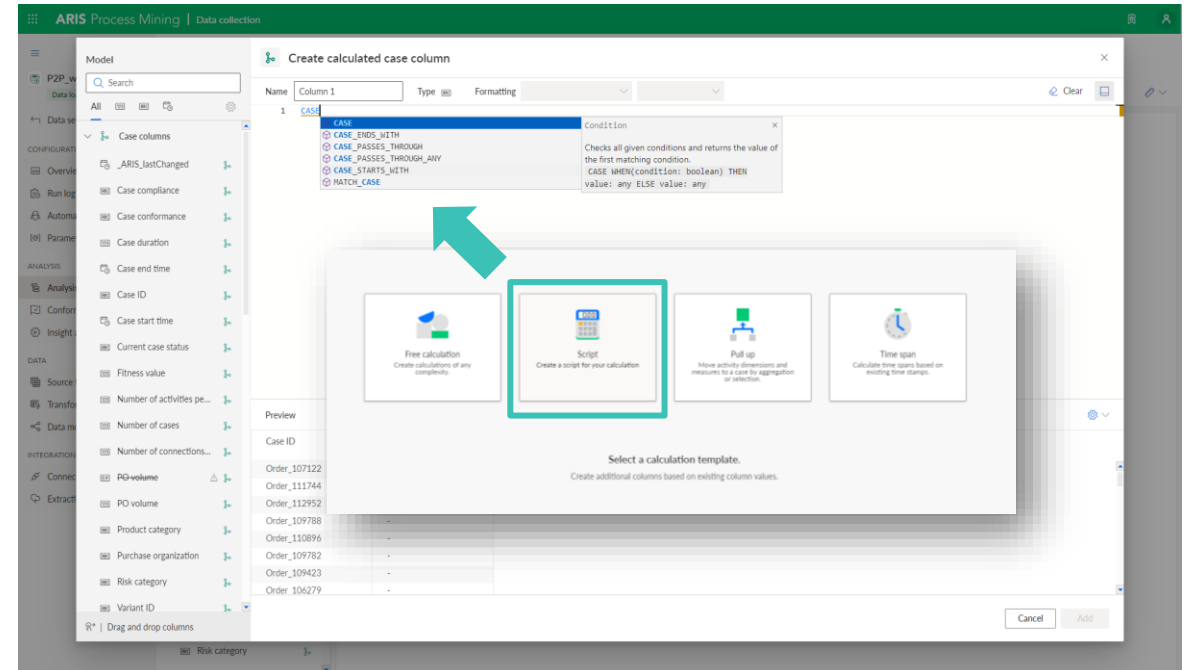 ARIS Process Mining | Data collection
Model
Search
All
Case columns
_ARIS_lastChanged
Case compliance
Case conformance
Case duration
Case end time
Case ID
Case start time
Current case status
Fitness value
Number of activities pe...
Number of cases
Number of connections...
PO volume
PO volume
Product category
Purchase organization
Risk category
Variant ID
Drag and drop columns
Create calculated case column
Name
Column 1
Type
Formatting
Clear
1 CASE
CASE
CASE_ENDS_WITH
CASE_PASSES_THROUGH
CASE_PASSES_THROUGH_ANY
CASE_STARTS_WITH
MATCH_CASE
Condition
Checks all given conditions and returns the value of
the first matching condition.
CASE WHEN(condition: boolean) THEN
value: any ELSE value: any
Free calculation
Create calculations of any
complexity.
Script
Create a script for your calculation
Pull up
Move activity dimensions and
measures to a case by aggregation
or selection.
Time span
Calculate time spans based on
existing time stamps.
Select a calculation template.
Create additional columns based on existing column values.
Preview
Case ID
Order_107122
Order_111744
Order_112952
Order_109788 -
Order_110896 -
Order_109782 -
Order_109423 -
Order_106279 -
Cancel
Add
P2P_w
Data lo
Data se
CONFIGURATI
Overvie
Run log
Automa
Parame
ANALYSIS
Analysi
Conforr
Insight
DATA
Source
Transfo
Data m
INTEGRATION
Connec
Extracti
Risk category